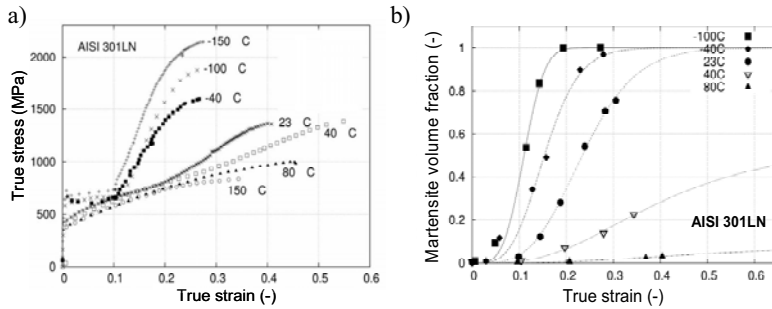 a)
AISI 301LN
-150 C
-100 C
-40 C
23 C
40 C
80 C
150 C
True stress (MPa)
2000
1500
1000
500
0
0
0.1
0.2
0.3
0.4
0.5
0.6
True strain (-)
b)
-100C
-40C
23C
40C
80C
Martensite volume fraction (-)
1
0.8
0.6
0.4
0.2
0
AISI 301LN
0
0.1
0.2
0.3
0.4
0.5
0.6
True strain (-)